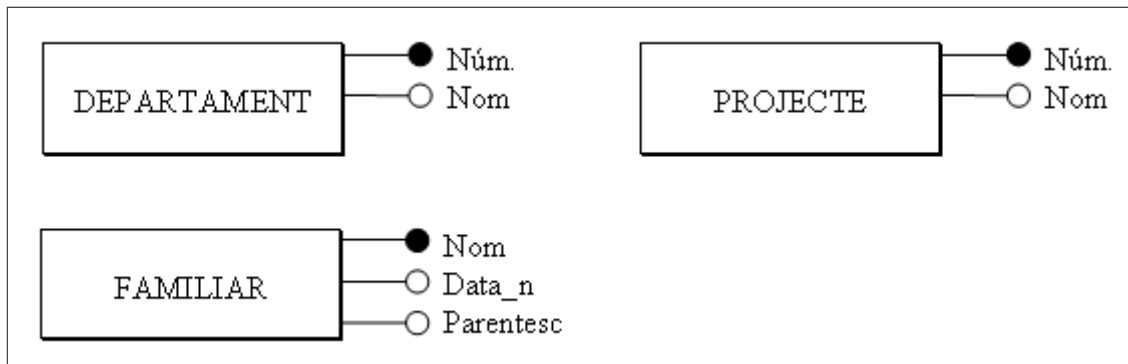 DEPARTAMENT
Núm.
Nom
PROJECTE
Núm.
Nom
FAMILIAR
Nom
Data_n
Parentesc